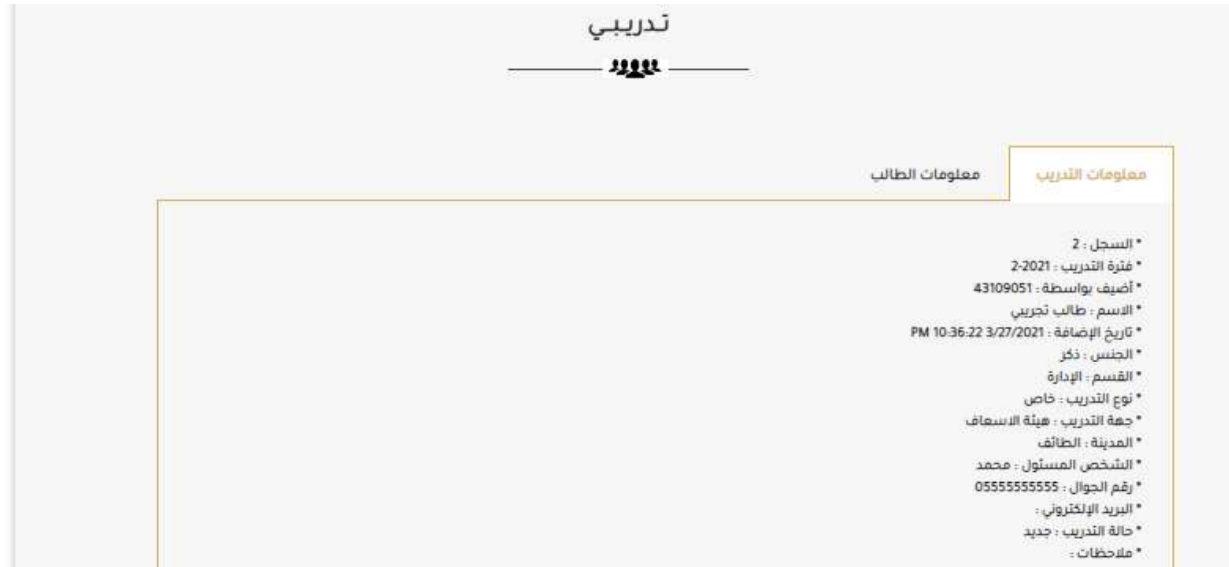 تدريبي
معلومات التدريب
معلومات الطالب
* السجل : 2
* فترة التدريب : 2021-2
* أضيف بواسطة : 43109051
* الاسم : طالب تجريبي
* تاريخ الإضافة : 3/27/2021 10:36:22 PM
* الجنس : ذكر
* القسم : الإدارة
* نوع التدريب : خاص
* جهة التدريب : هيئة الاسعاف
* المدينة : الطائف
* الشخص المسئول : محمد
* رقم الجوال : 05555555555
* البريد الإلكتروني :
* حالة التدريب : جديد
* ملاحظات :